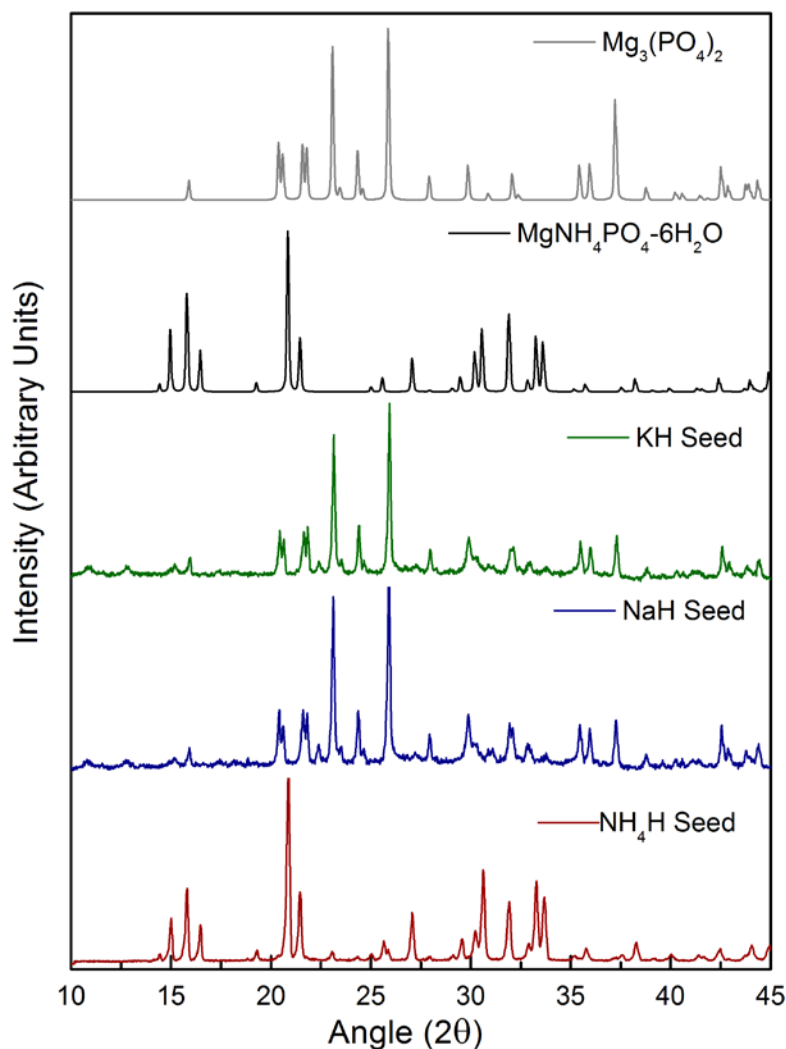 Mg₃(PO₄)₂
MgNH₄PO₄-6H₂O
KH Seed
NaH Seed
NH₄H Seed
Intensity (Arbitrary Units)
10 15 20 25 30 35 40 45
Angle (2θ)